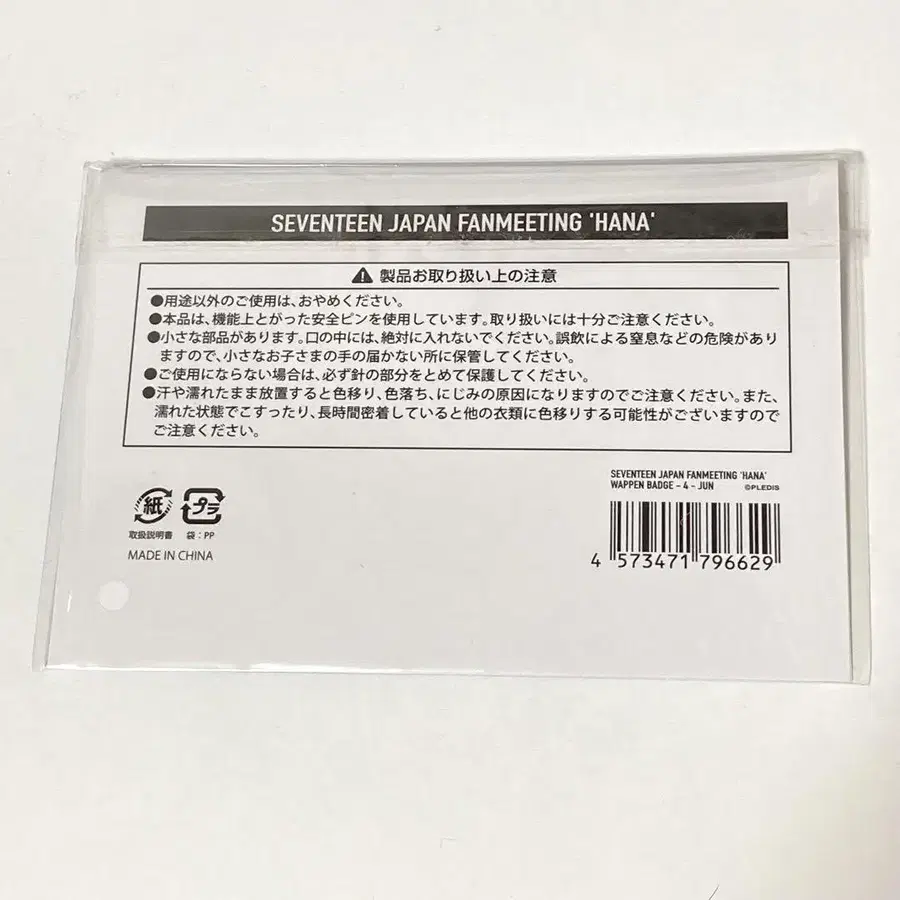 SEVENTEEN JAPAN FANMEETING 'HANA'
⚠ 製品お取り扱い上の注意
●用途以外のご使用は、おやめください。
●本品は、機能上とがった安全ピンを使用しています。取り扱いには十分ご注意ください。
●小さな部品があります。口の中には、絶対に入れないでください。誤飲による窒息などの危険があり
ますので、小さなお子さまの手の届かない所に保管してください。
●ご使用にならない場合は、必ず針の部分をとめて保護してください。
●汗や濡れたまま放置すると色移り、色落ち、にじみの原因になりますのでご注意ください。また、
濡れた状態でこすったり、長時間密着していると他の衣類に色移りする可能性がございますので
ご注意ください。
SEVENTEEN JAPAN FANMEETING 'HANA'
WAPPEN BADGE - 4 - JUN ©PLEDIS
紙 プラ
取扱説明書 袋:PP
MADE IN CHINA
4 573471 796629